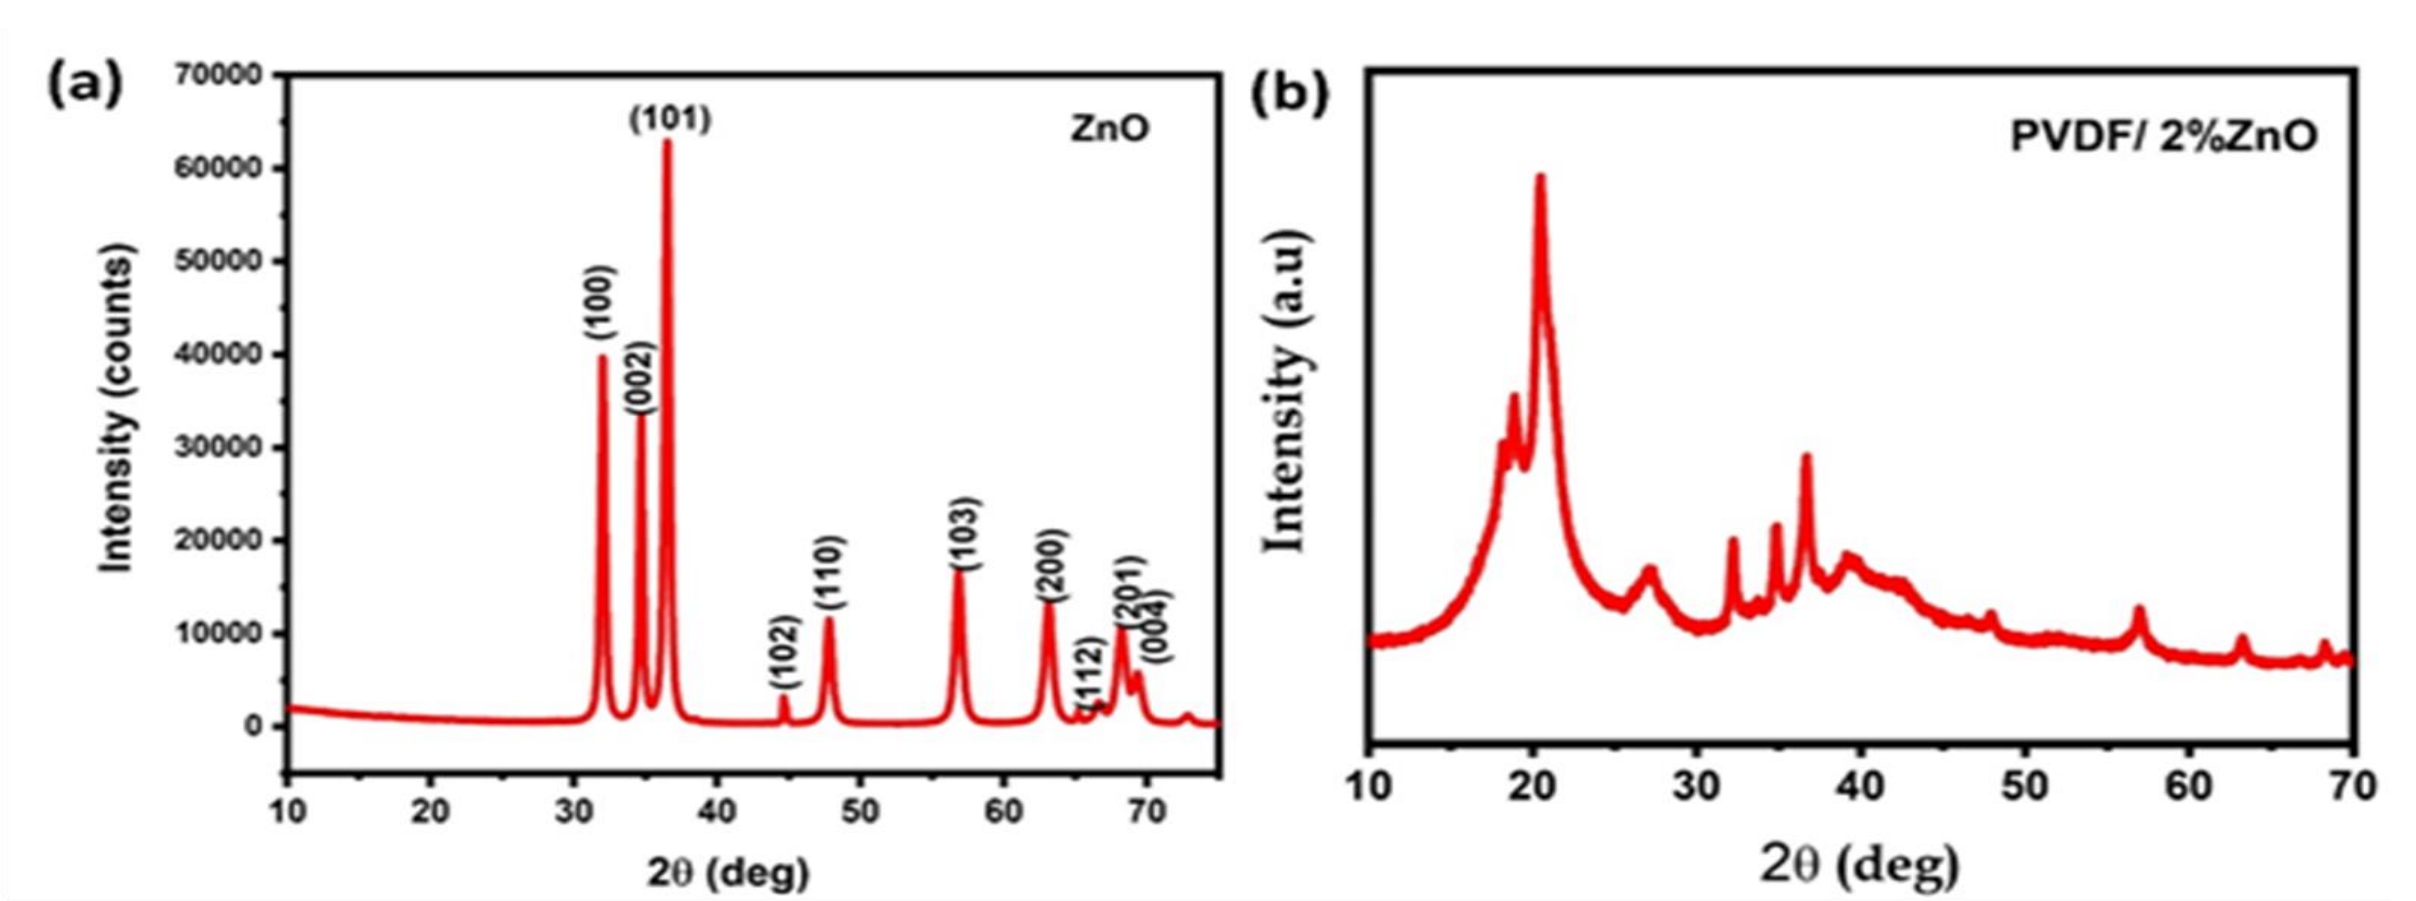 (a)
70000
60000
50000
40000
30000
20000
10000
0
Intensity (counts)
ZnO
(100)
(002)
(101)
(102)
(110)
(103)
(200)
(112)
(201)
(004)
10 20 30 40 50 60 70
2θ (deg)
(b)
PVDF/ 2%ZnO
Intensity (a.u)
10 20 30 40 50 60 70
2θ (deg)